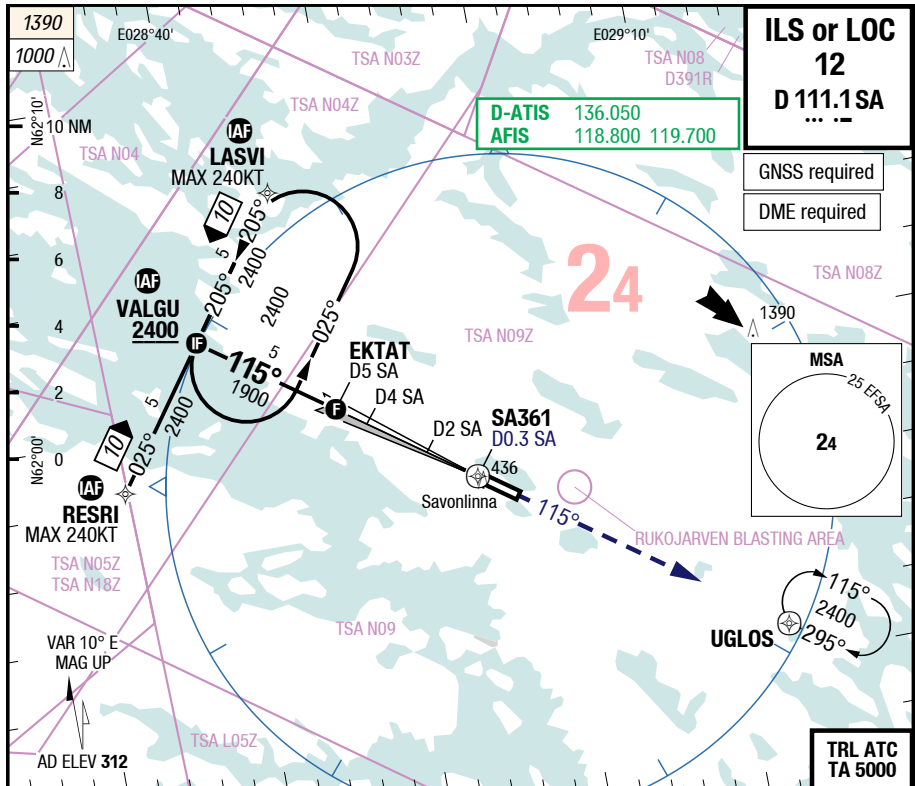 1390
1000
E028°40'
E029°10'
ILS or LOC
12
D 111.1 SA
TSA N03Z
TSA N08
D391R
TSA N04Z
D-ATIS 136.050
AFIS 118.800 119.700
N62°10'
10 NM
TSA N04
IAF
LASVI
MAX 240KT
GNSS required
DME required
8
10
205°
6
5
205°
2400
2400
24
TSA N08Z
IAF
VALGU
2400
IF
025°
4
1390
TSA N09Z
115°
5
1900
EKTAT
D5 SA
F
1
D4 SA
MSA
25 EFSA
24
2
5
2400
D2 SA
SA361
D0.3 SA
10
025°
N62°00'
0
436
Savonlinna
IAF
RESRI
MAX 240KT
115°
RUKOJARVEN BLASTING AREA
TSA N05Z
TSA N18Z
115°
2400
295°
UGLOS
TSA N09
VAR 10° E
MAG UP
TSA L05Z
AD ELEV 312
TRL ATC
TA 5000